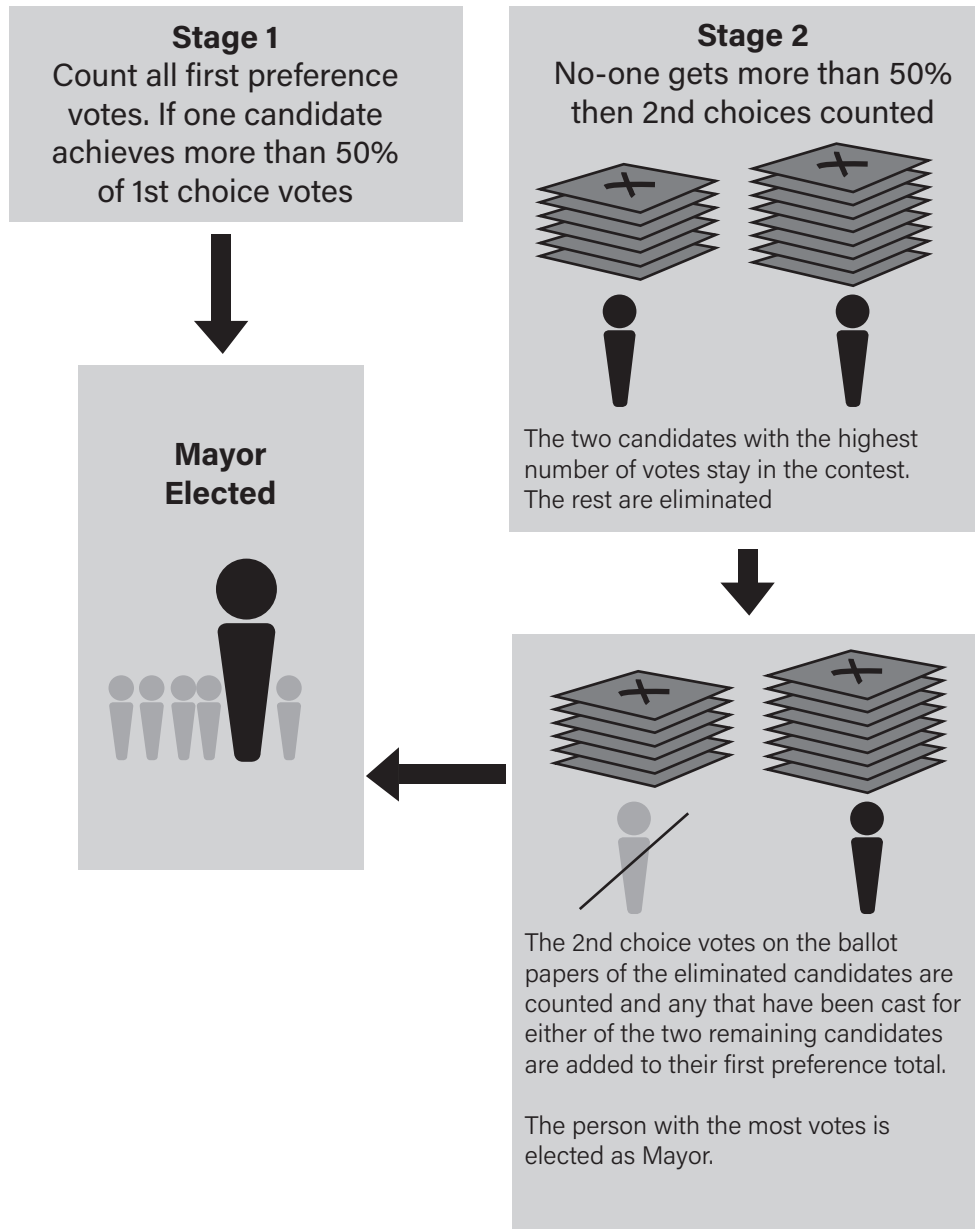 Stage 1
Count all first preference
votes. If one candidate
achieves more than 50%
of 1st choice votes
Mayor
Elected
Stage 2
No-one gets more than 50%
then 2nd choices counted
The two candidates with the highest
number of votes stay in the contest.
The rest are eliminated
The 2nd choice votes on the ballot
papers of the eliminated candidates are
counted and any that have been cast for
either of the two remaining candidates
are added to their first preference total.
The person with the most votes is
elected as Mayor.